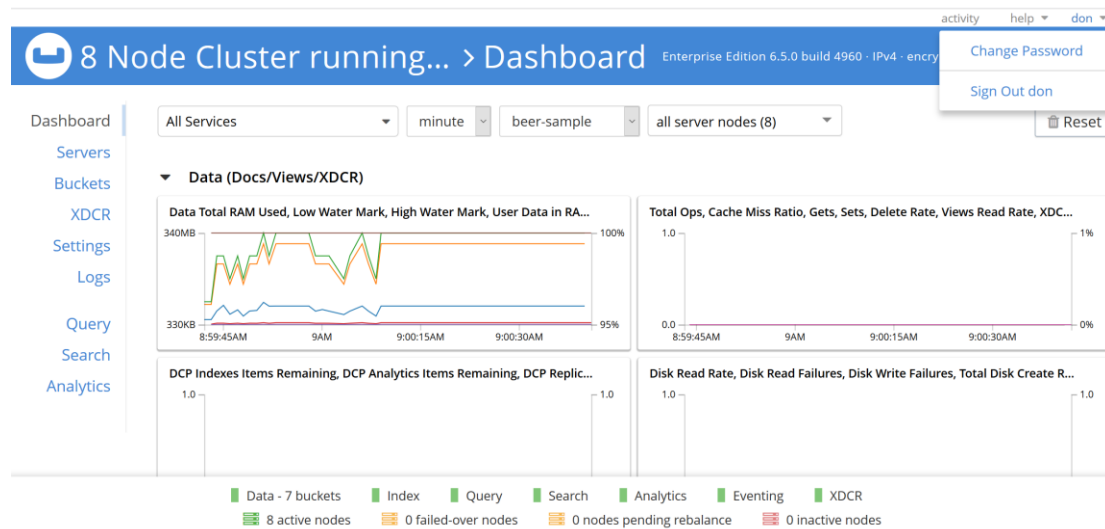 activity help don
8 Node Cluster running... > Dashboard Enterprise Edition 6.5.0 build 4960 · IPv4 · encry
Change Password
Sign Out don
Dashboard
Servers
Buckets
XDCR
Settings
Logs
Query
Search
Analytics
All Services minute beer-sample all server nodes (8) Reset
Data (Docs/Views/XDCR)
Data Total RAM Used, Low Water Mark, High Water Mark, User Data in RA...
340MB 100%
330KB 95%
8:59:45AM 9AM 9:00:15AM 9:00:30AM
Total Ops, Cache Miss Ratio, Gets, Sets, Delete Rate, Views Read Rate, XDC...
1.0 1%
0.0 0%
8:59:45AM 9AM 9:00:15AM 9:00:30AM
DCP Indexes Items Remaining, DCP Analytics Items Remaining, DCP Replic...
1.0 1.0
Disk Read Rate, Disk Read Failures, Disk Write Failures, Total Disk Create R...
1.0 1.0
Data - 7 buckets Index Query Search Analytics Eventing XDCR
8 active nodes 0 failed-over nodes 0 nodes pending rebalance 0 inactive nodes